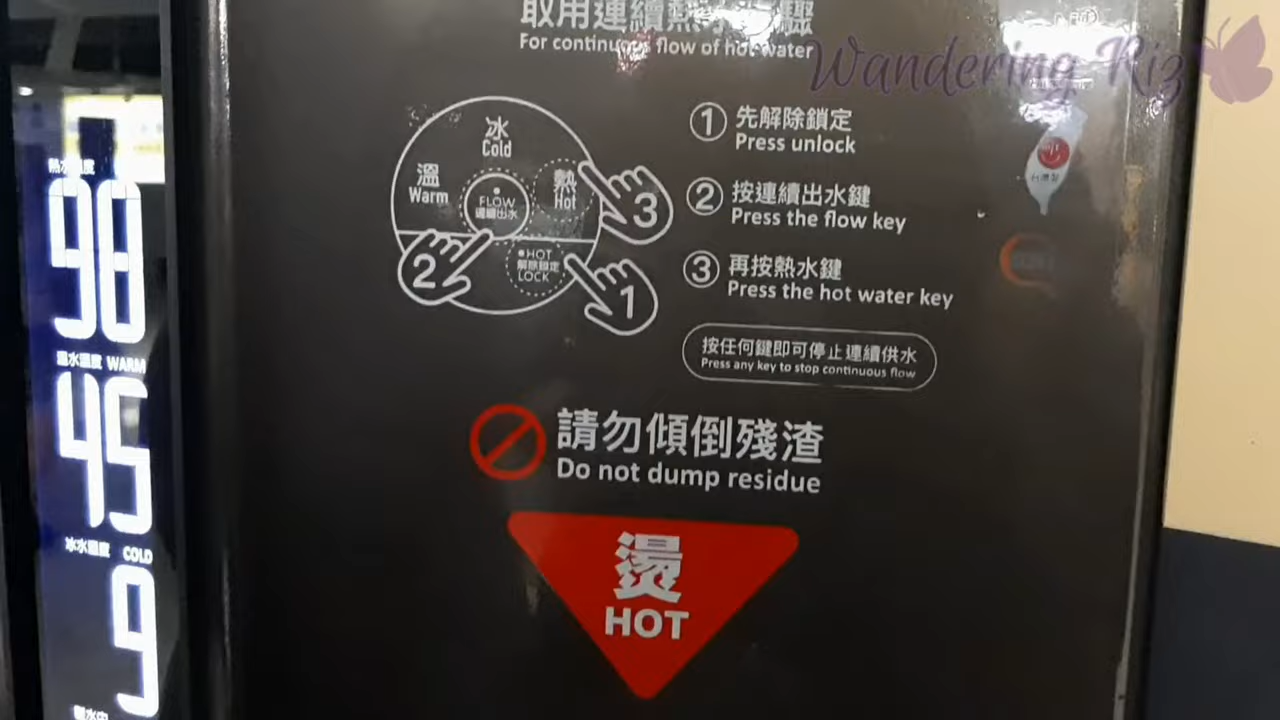 取用連續熱水步驟
For continuous flow of hot water
Wandering Riz
冰
Cold
溫
Warm
熱
Hot
FLOW
連續出水
HOT
解除鎖定
LOCK
3
2
1
① 先解除鎖定
Press unlock
② 按連續出水鍵
Press the flow key
③ 再按熱水鍵
Press the hot water key
按任何鍵即可停止連續供水
Press any key to stop continuous flow
請勿傾倒殘渣
Do not dump residue
燙
HOT
熱水溫度
98
溫水溫度 WARM
45
冰水溫度 COLD
9
台灣製